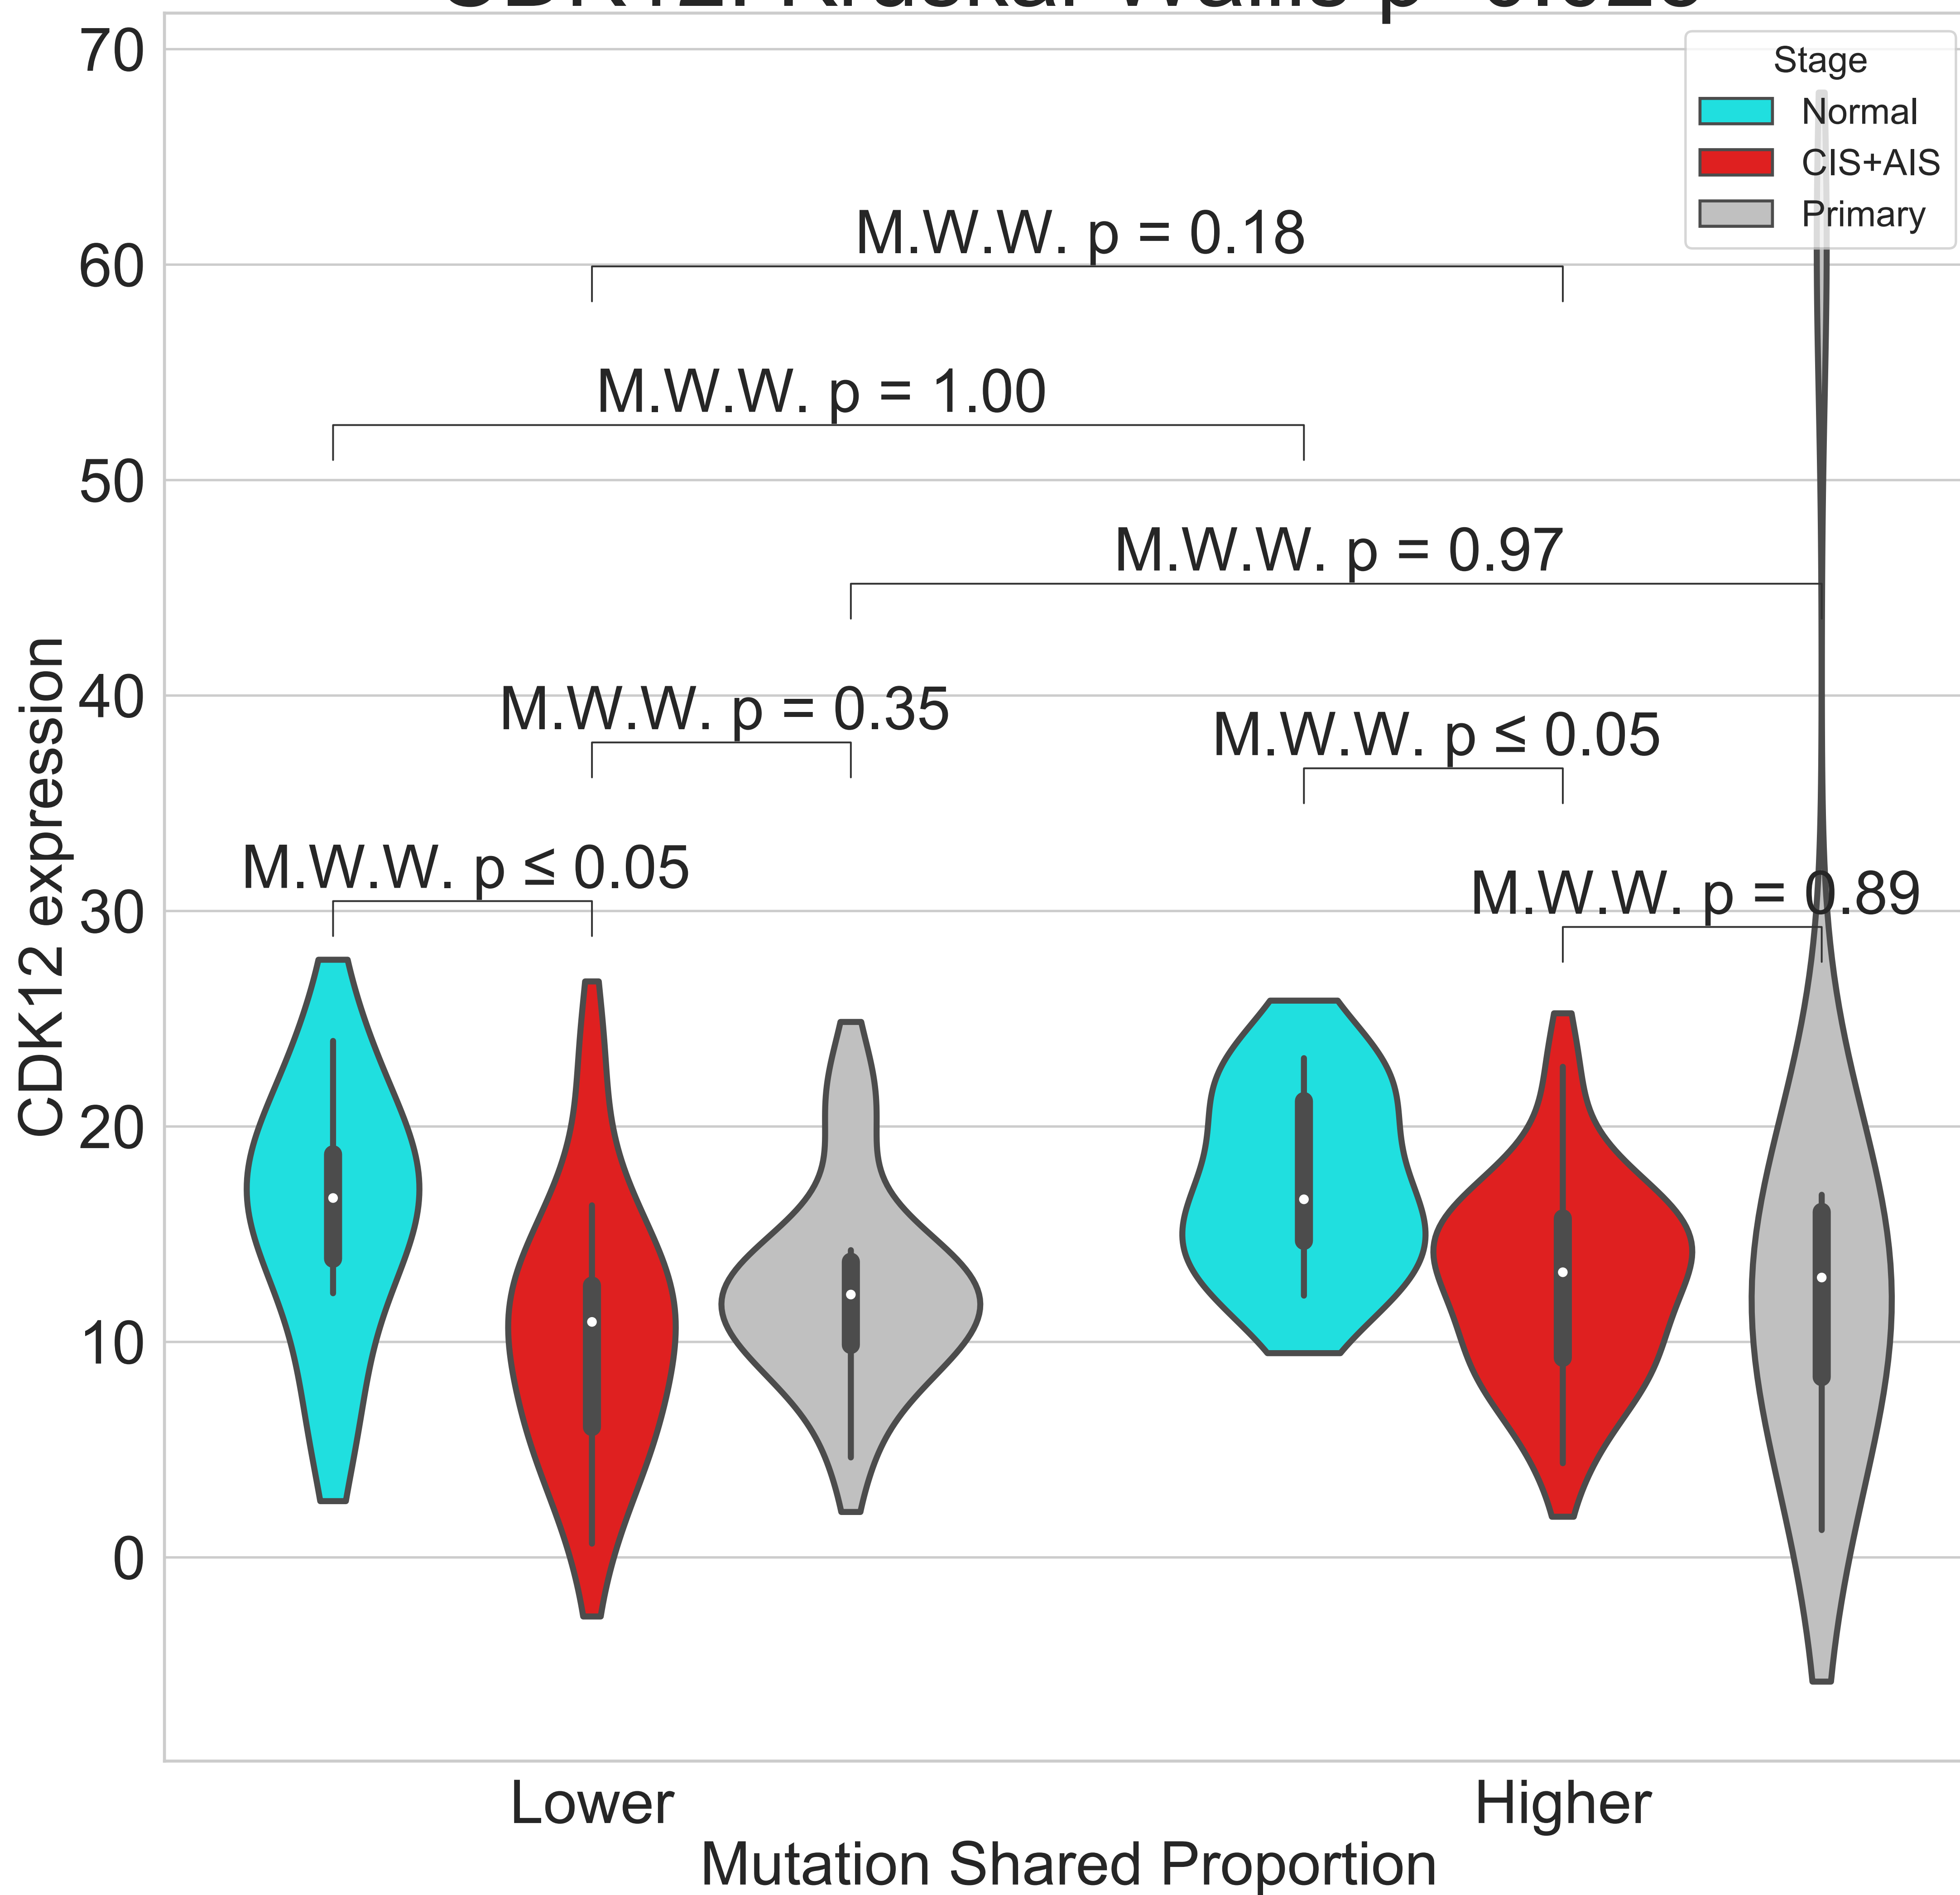 70
60
50
40
30
20
10
0
CDK12 expression
Stage
Normal
CIS+AIS
Primary
M.W.W. p = 0.18
M.W.W. p = 1.00
M.W.W. p = 0.97
M.W.W. p = 0.35
M.W.W. p ≤ 0.05
M.W.W. p ≤ 0.05
M.W.W. p = 0.89
Lower
Higher
Mutation Shared Proportion